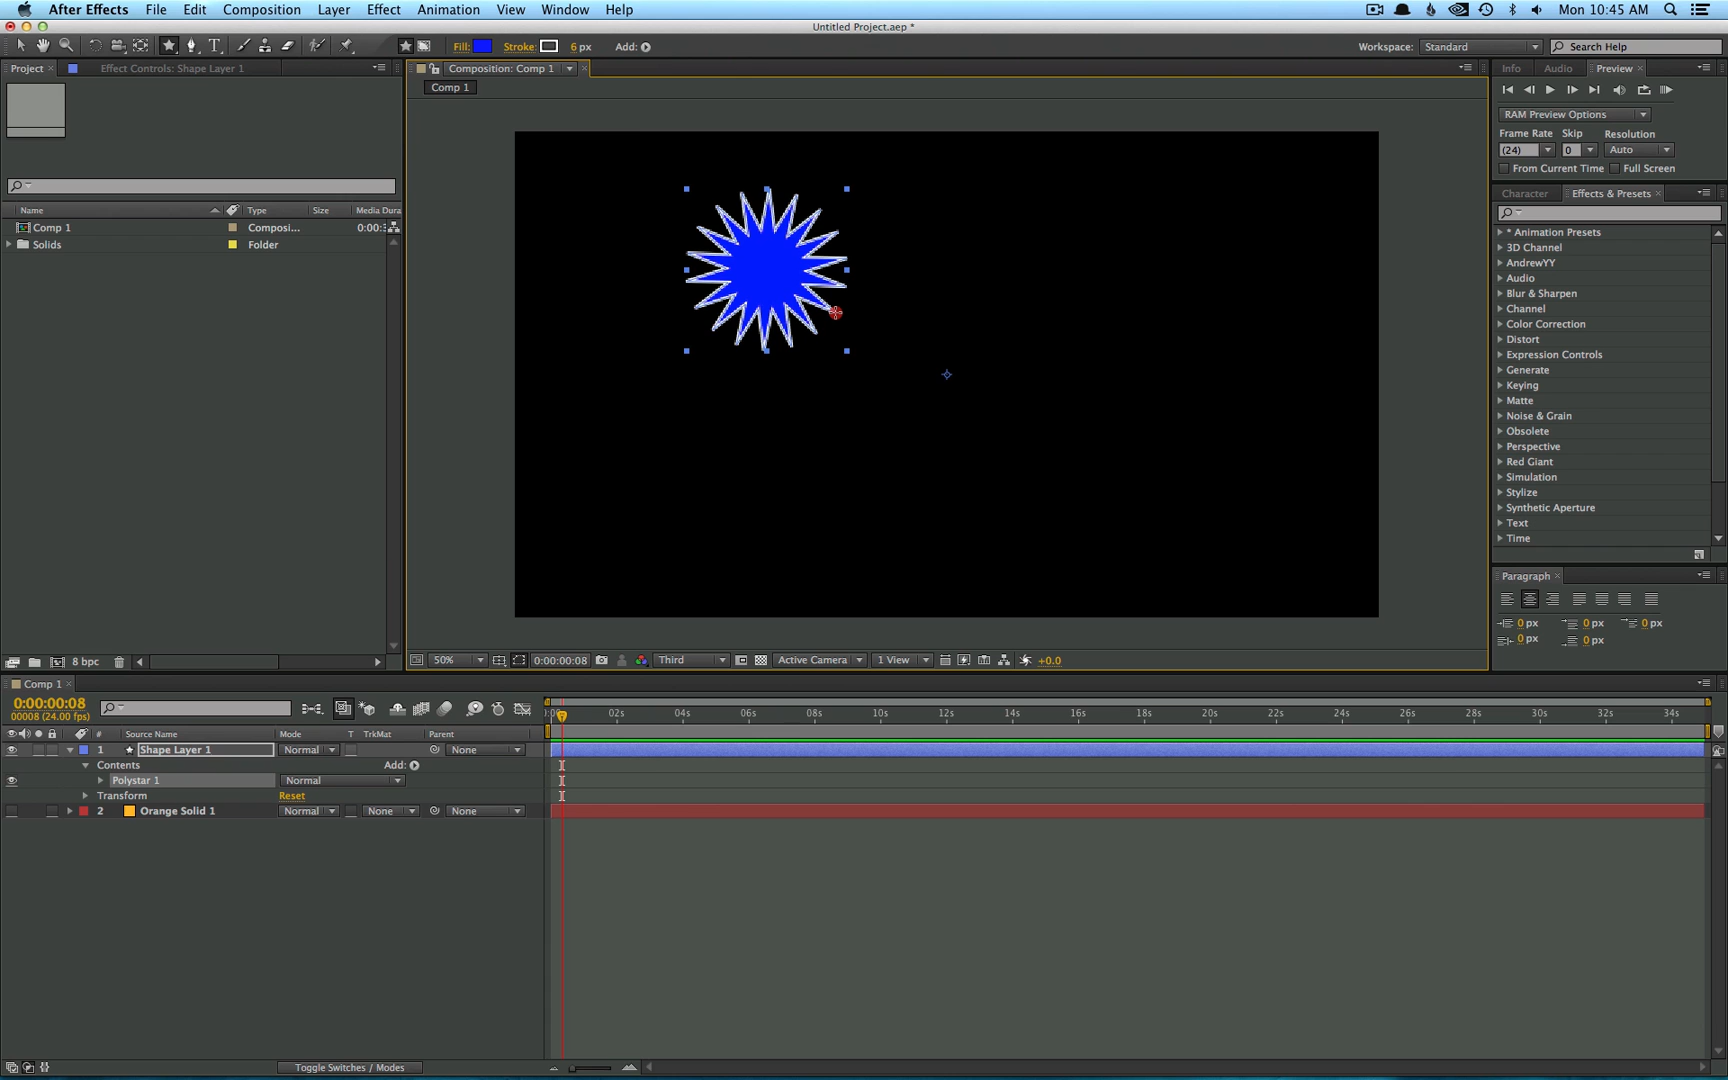 After Effects File Edit Composition Layer Effect Animation View Window Help Mon 10:45 AM
Untitled Project.aep *
Fill: Stroke: 6 px Add: Workspace: Standard Search Help
Project Effect Controls: Shape Layer 1 Composition: Comp 1 Info Audio Preview
Comp 1
RAM Preview Options
Frame Rate Skip Resolution
(24) 0 Auto
From Current Time Full Screen
Character Effects & Presets
Name Type Size Media Dura
Comp 1 Composi... 0:00:
Solids Folder
* Animation Presets
3D Channel
AndrewYY
Audio
Blur & Sharpen
Channel
Color Correction
Distort
Expression Controls
Generate
Keying
Matte
Noise & Grain
Obsolete
Perspective
Red Giant
Simulation
Stylize
Synthetic Aperture
Text
Time
Paragraph
0 px 0 px 0 px
0 px 0 px
8 bpc 50% 0:00:00:08 Third Active Camera 1 View +0.0
Comp 1
0:00:00:08
00008 (24.00 fps)
02s 04s 06s 08s 10s 12s 14s 16s 18s 20s 22s 24s 26s 28s 30s 32s 34s
# Source Name Mode T TrkMat Parent
1 Shape Layer 1 Normal None
Contents Add:
Polystar 1 Normal
Transform Reset
2 Orange Solid 1 Normal None None
Toggle Switches / Modes